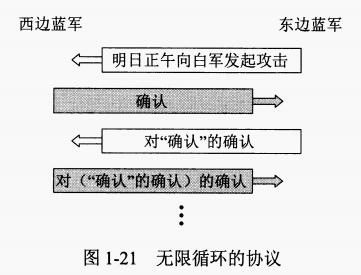 西边蓝军 东边蓝军
明日正午向白军发起攻击
确认
对“确认”的确认
对（“确认”的确认）的确认
图 1-21 无限循环的协议